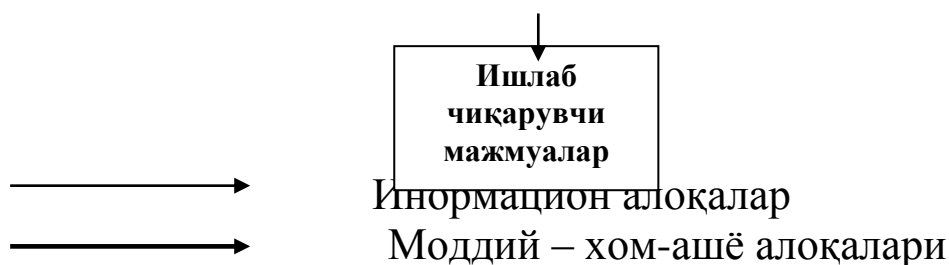 Ишлаб
чиқарувчи
мажмуалар
Инормацион алоқалар
Моддий – хом-ашё алоқалари